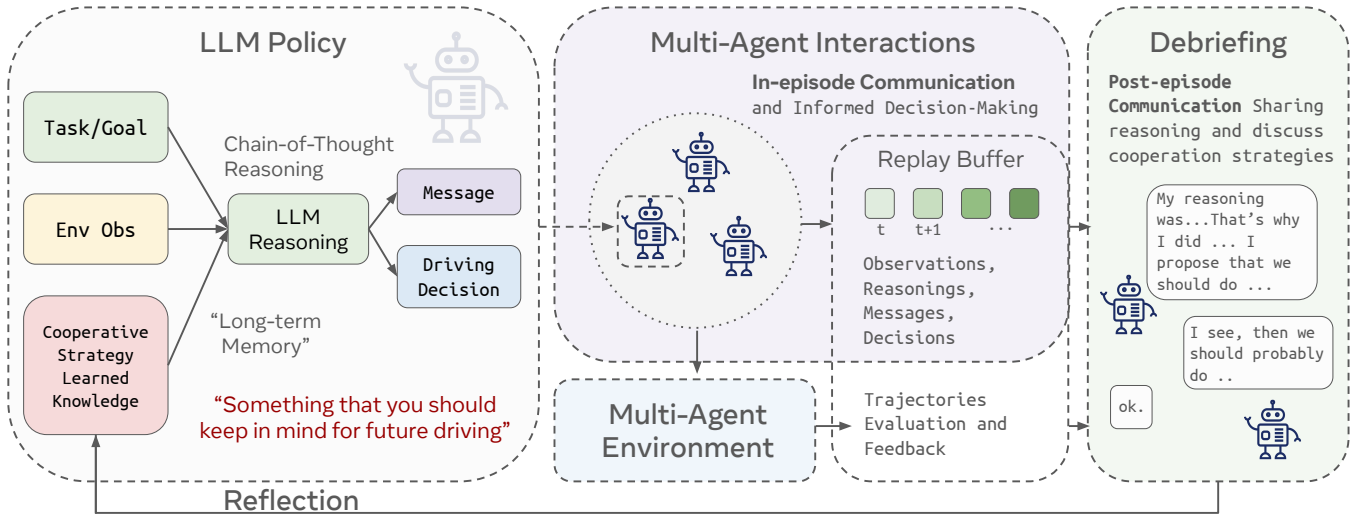 LLM Policy
Task/Goal
Env Obs
Cooperative
Strategy
Learned
Knowledge
Chain-of-Thought
Reasoning
LLM
Reasoning
Message
Driving
Decision
“Long-term
Memory”
“Something that you should
keep in mind for future driving”
Reflection
Multi-Agent Interactions
In-episode Communication
and Informed Decision-Making
Replay Buffer
t
t+1
...
Observations,
Reasonings,
Messages,
Decisions
Multi-Agent
Environment
Trajectories
Evaluation and
Feedback
Debriefing
Post-episode
Communication Sharing
reasoning and discuss
cooperation strategies
My reasoning
was...That’s why
I did ... I
propose that we
should do ...
I see, then we
should probably
do ..
ok.